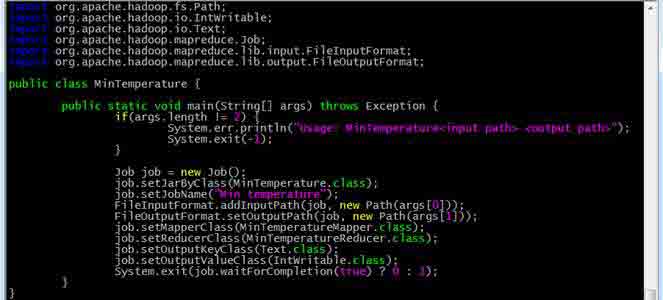 import org.apache.hadoop.fs.Path;
import org.apache.hadoop.io.IntWritable;
import org.apache.hadoop.io.Text;
import org.apache.hadoop.mapreduce.Job;
import org.apache.hadoop.mapreduce.lib.input.FileInputFormat;
import org.apache.hadoop.mapreduce.lib.output.FileOutputFormat;
public class MinTemperature {
public static void main(String[] args) throws Exception {
if(args.length != 2) {
System.err.println("Usage: MinTemperature<input path> <output path>");
System.exit(-1);
}
Job job = new Job();
job.setJarByClass(MinTemperature.class);
job.setJobName("Min temperature");
FileInputFormat.addInputPath(job, new Path(args[0]));
FileOutputFormat.setOutputPath(job, new Path(args[1]));
job.setMapperClass(MinTemperatureMapper.class);
job.setReducerClass(MinTemperatureReducer.class);
job.setOutputKeyClass(Text.class);
job.setOutputValueClass(IntWritable.class);
System.exit(job.waitForCompletion(true) ? 0 : 1);
}
}